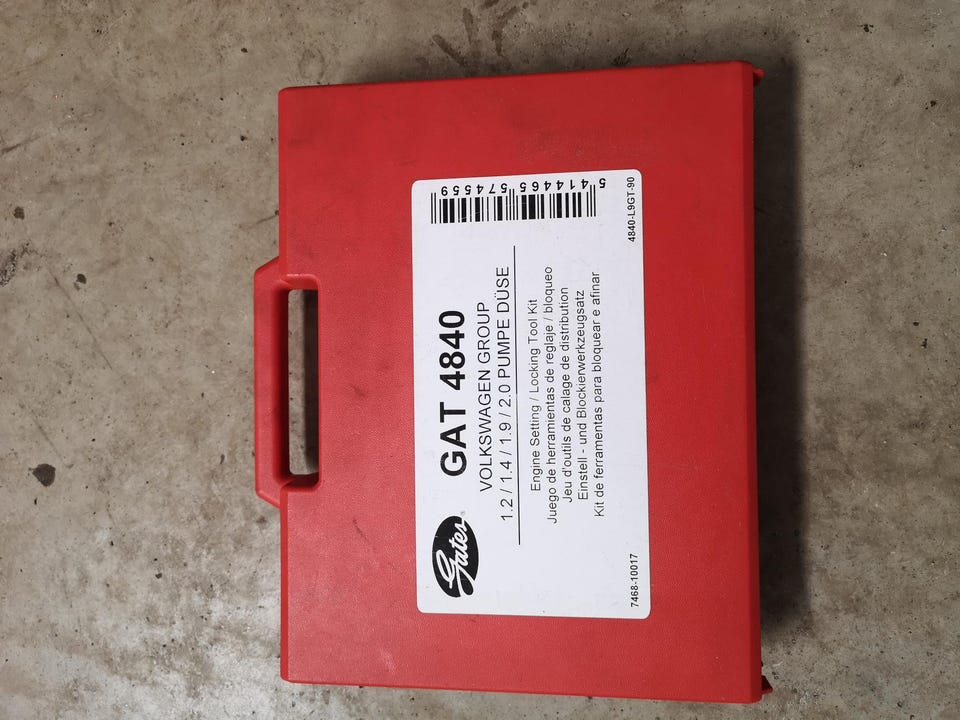 Gates
GAT 4840
VOLKSWAGEN GROUP
1.2 / 1.4 / 1.9 / 2.0 PUMPE DÜSE
Engine Setting / Locking Tool Kit
Juego de herramientas de reglaje / bloqueo
Jeu d'outils de calage de distribution
Einstell - und Blockierwerkzeugsatz
Kit de ferramentas para bloquear e afinar
7468-10017
5 414465 574559
4840-L9GT-90